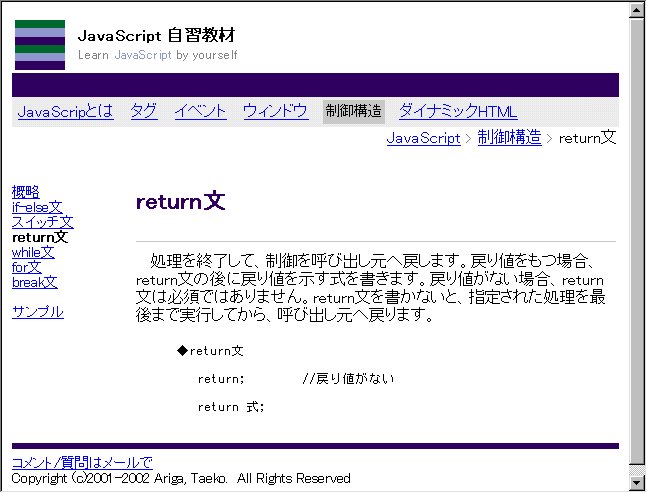 JavaScript 自習教材
Learn JavaScript by yourself
JavaScripとは タグ イベント ウィンドウ 制御構造 ダイナミックHTML
JavaScript > 制御構造 > return文
概略
if-else文
スイッチ文
return文
while文
for文
break文
サンプル
return文
処理を終了して、制御を呼び出し元へ戻します。戻り値をもつ場合、
return文の後に戻り値を示す式を書きます。戻り値がない場合、return
文は必須ではありません。return文を書かないと、指定された処理を最
後まで実行してから、呼び出し元へ戻ります。
◆return文
return; //戻り値がない
return 式;
コメント/質問はメールで
Copyright (c)2001-2002 Ariga, Taeko. All Rights Reserved